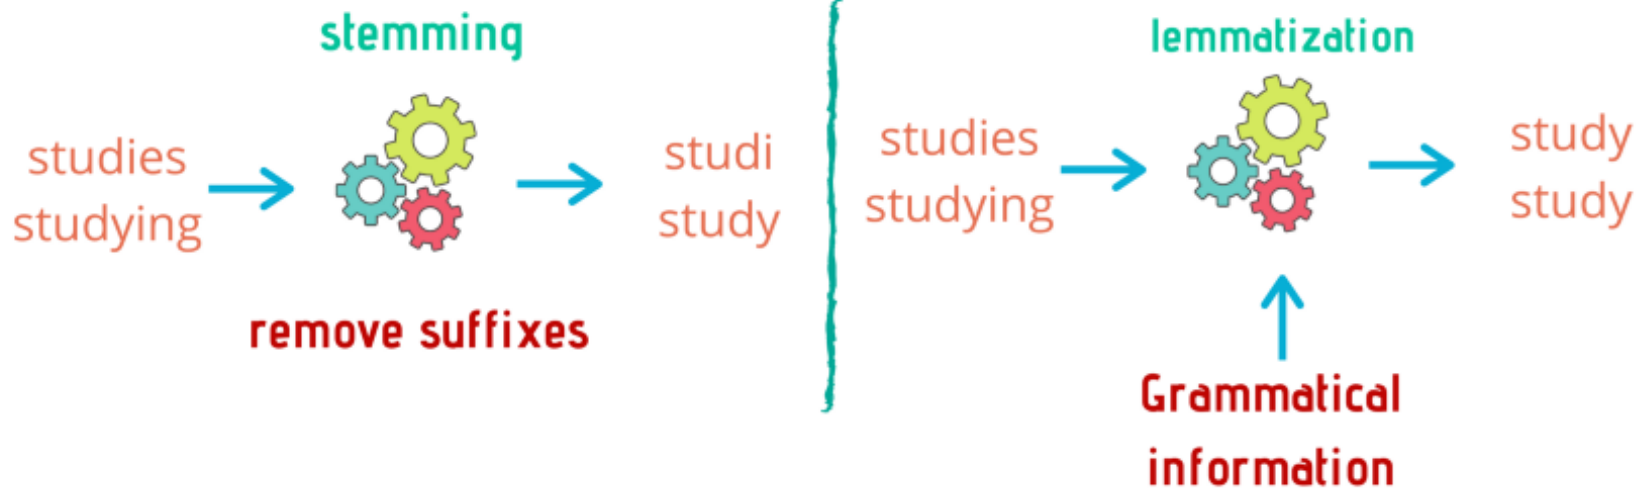 stemming
studies
studying
studi
study
remove suffixes
lemmatization
studies
studying
study
study
Grammatical
information